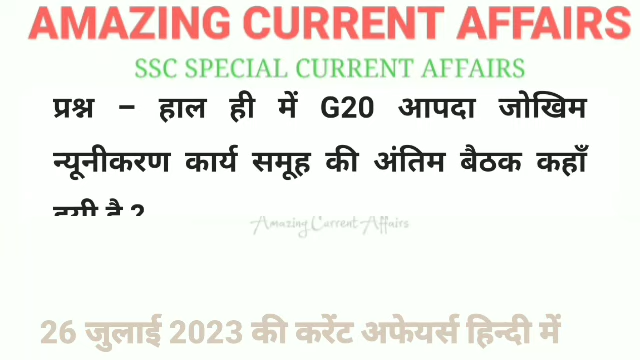 AMAZING CURRENT AFFAIRS
SSC SPECIAL CURRENT AFFAIRS
प्रश्न – हाल ही में G20 आपदा जोखिम
न्यूनीकरण कार्य समूह की अंतिम बैठक कहाँ
है ?
Amazing Current Affairs
26 जुलाई 2023 की करेंट अफेयर्स हिन्दी में